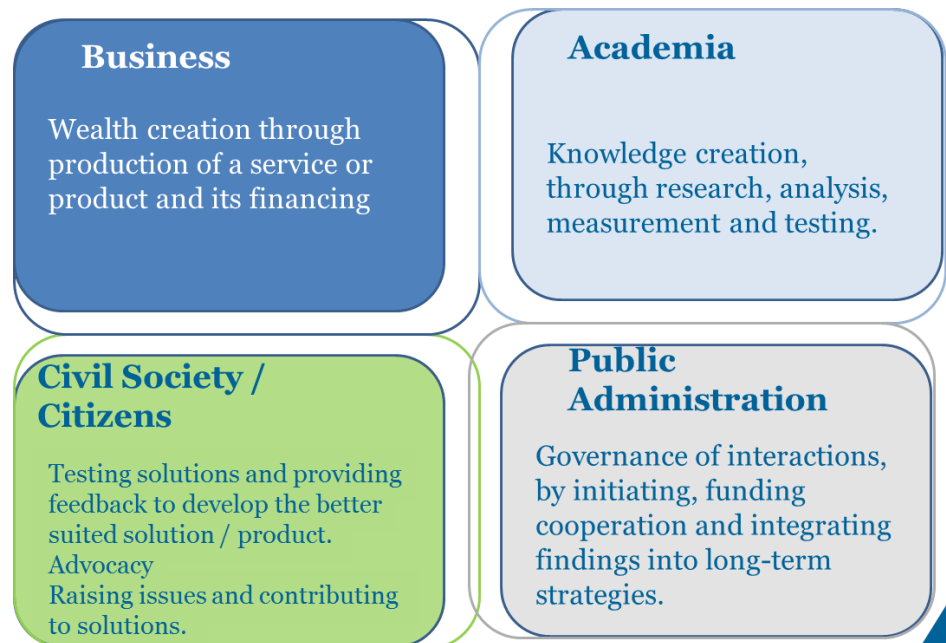 Business
Wealth creation through
production of a service or
product and its financing
Academia
Knowledge creation,
through research, analysis,
measurement and testing.
Civil Society /
Citizens
Testing solutions and providing
feedback to develop the better
suited solution / product.
Advocacy
Raising issues and contributing
to solutions.
Public
Administration
Governance of interactions,
by initiating, funding
cooperation and integrating
findings into long-term
strategies.